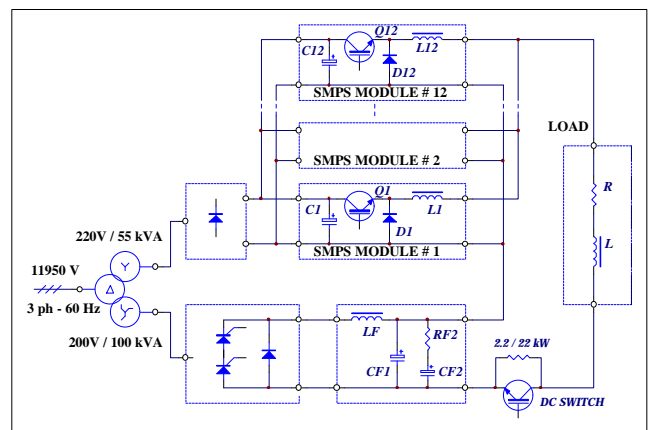 Q12
C12
L12
D12
SMPS MODULE # 12
LOAD
SMPS MODULE # 2
R
Q1
C1
L1
D1
L
220V / 55 kVA
SMPS MODULE # 1
Y
11950 V
Δ
3 ph - 60 Hz
LF
RF2
2.2 / 22 kW
200V / 100 kVA
CF1
CF2
DC SWITCH